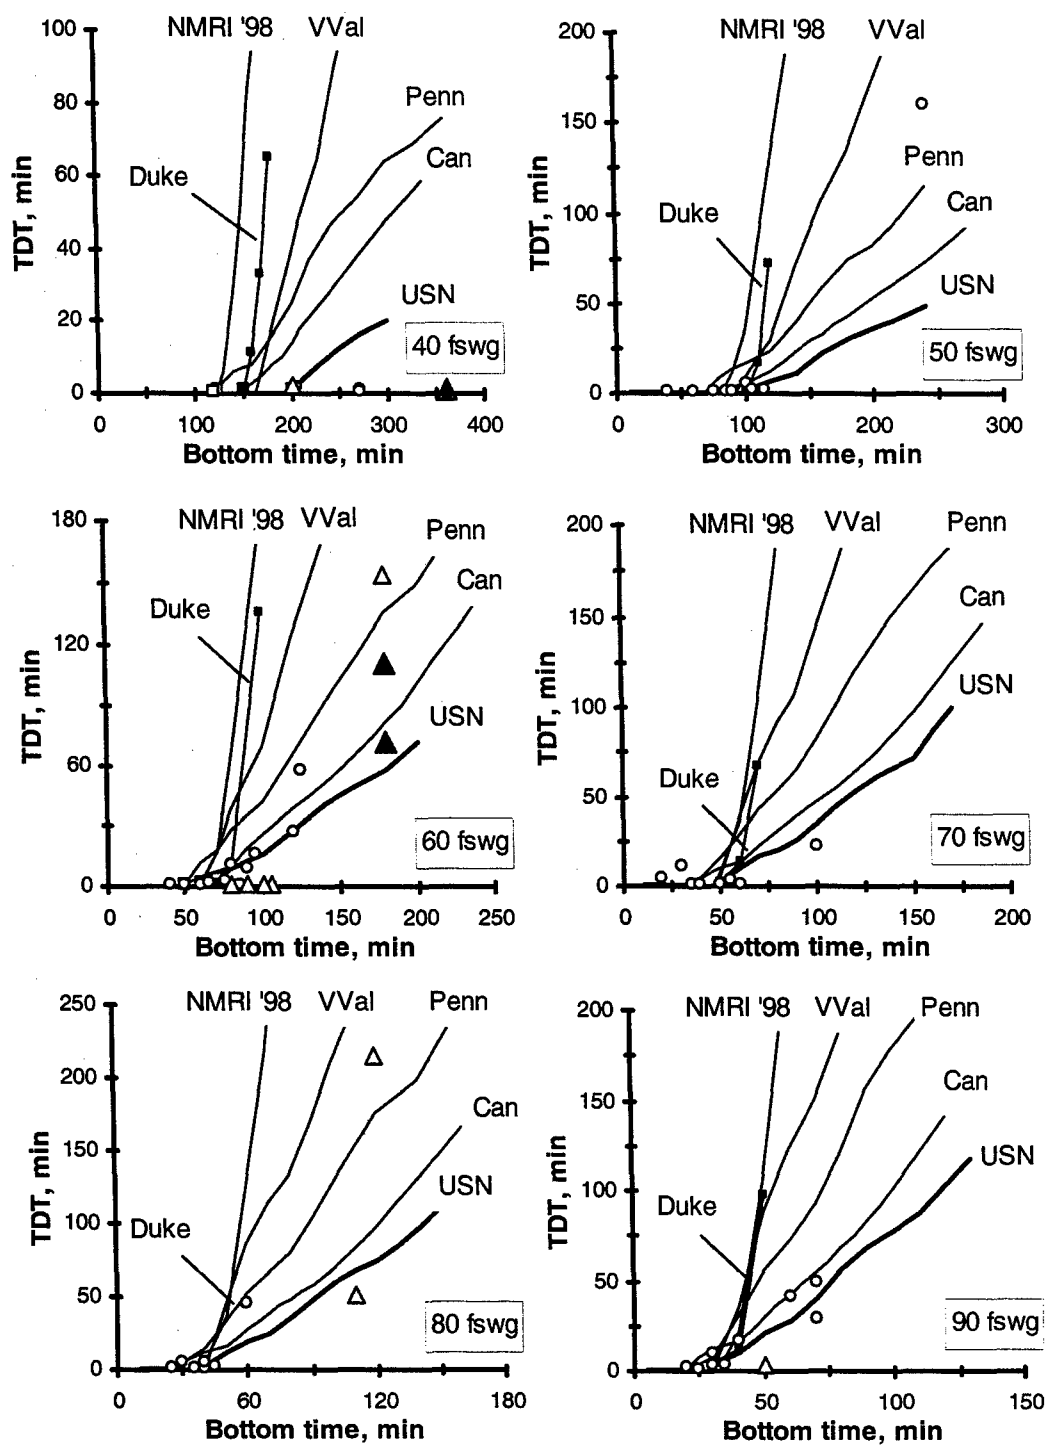 NMRI '98 VVal
Penn
Can
Duke
USN
40 fswg
TDT, min
100
80
60
40
20
0
0 100 200 300 400
Bottom time, min
NMRI '98 VVal
Penn
Can
Duke
USN
50 fswg
TDT, min
200
150
100
50
0
0 100 200 300
Bottom time, min
NMRI '98 VVal
Penn
Can
Duke
USN
60 fswg
TDT, min
180
120
60
0
0 50 100 150 200 250
Bottom time, min
NMRI '98 VVal Penn
Can
USN
Duke
70 fswg
TDT, min
200
150
100
50
0
0 50 100 150 200
Bottom time, min
NMRI '98 VVal Penn
Can
USN
Duke
80 fswg
TDT, min
250
200
150
100
50
0
0 60 120 180
Bottom time, min
NMRI '98 VVal Penn
Can
USN
Duke
90 fswg
TDT, min
200
150
100
50
0
0 50 100 150
Bottom time, min